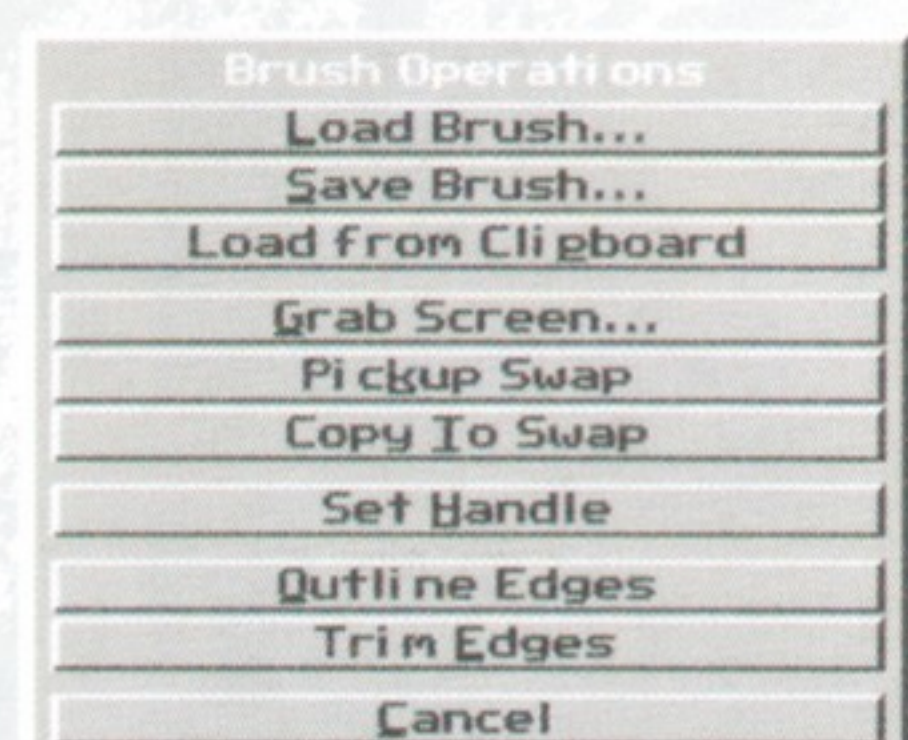 Brush Operations
Load Brush...
Save Brush...
Load from Clipboard
Grab Screen...
Pickup Swap
Copy To Swap
Set Handle
Outline Edges
Trim Edges
Cancel